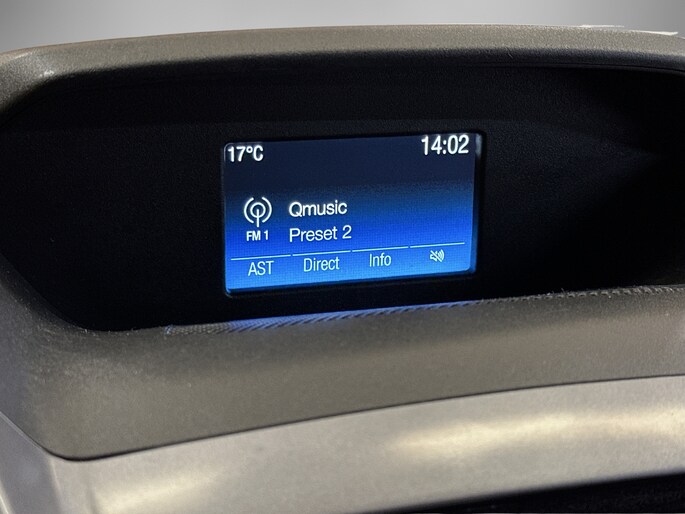 17°C 14:02
Qmusic
FM 1 Preset 2
AST Direct Info